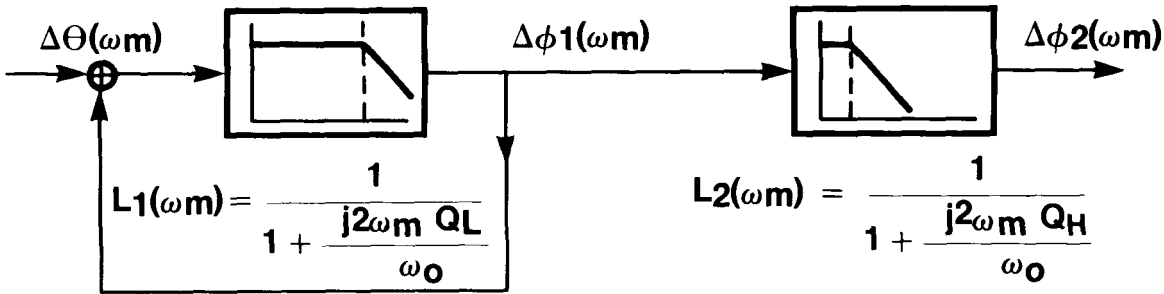 ΔΘ(ωm)
Δϕ1(ωm)
Δϕ2(ωm)
L1(ωm) = 1 / (1 + j2ωm QL / ωo)
L2(ωm) = 1 / (1 + j2ωm QH / ωo)